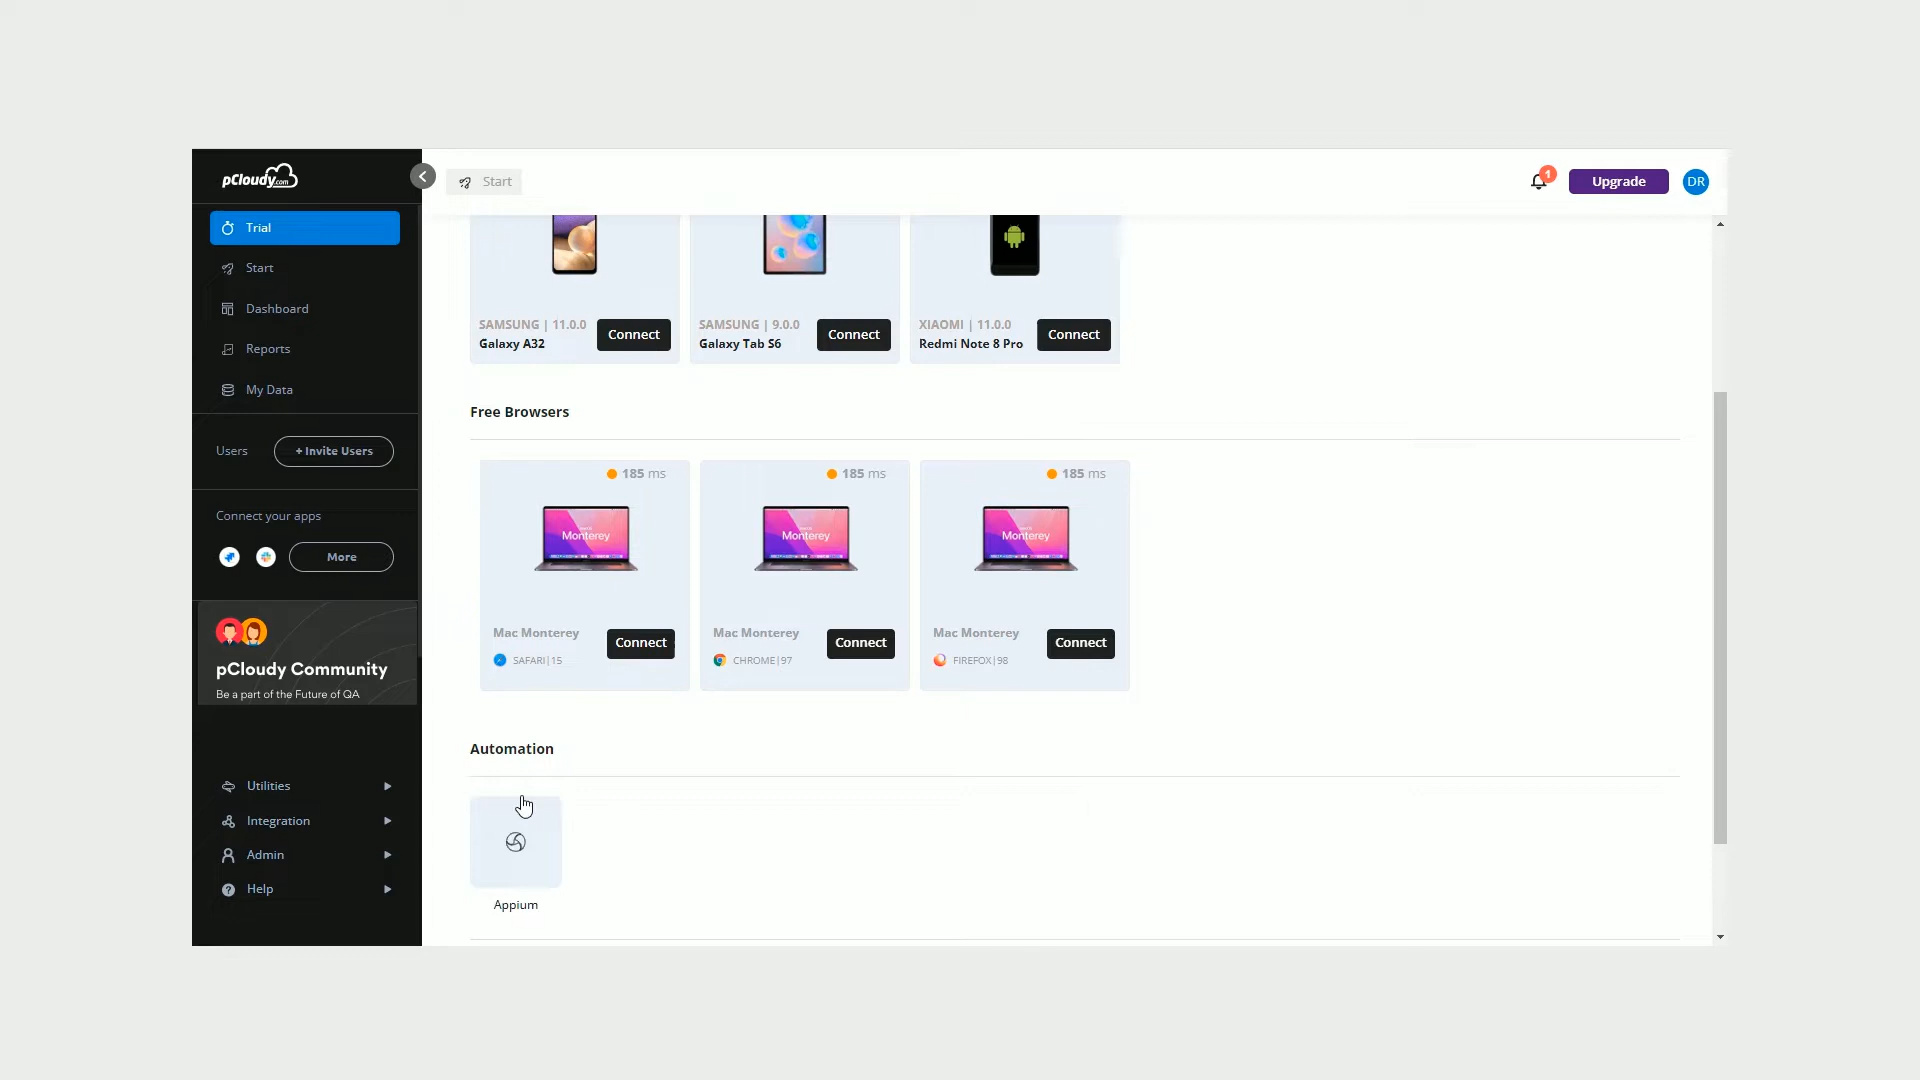 pCloudy.com
Start
1
Upgrade
DR
Trial
Start
Dashboard
Reports
My Data
Users
+ Invite Users
Connect your apps
More
pCloudy Community
Be a part of the Future of QA
Utilities
Integration
Admin
Help
SAMSUNG | 11.0.0
Galaxy A32
Connect
SAMSUNG | 9.0.0
Galaxy Tab S6
Connect
XIAOMI | 11.0.0
Redmi Note 8 Pro
Connect
Free Browsers
185 ms
Monterey
Mac Monterey
SAFARI|15
Connect
185 ms
Monterey
Mac Monterey
CHROME|97
Connect
185 ms
Monterey
Mac Monterey
FIREFOX|98
Connect
Automation
Appium